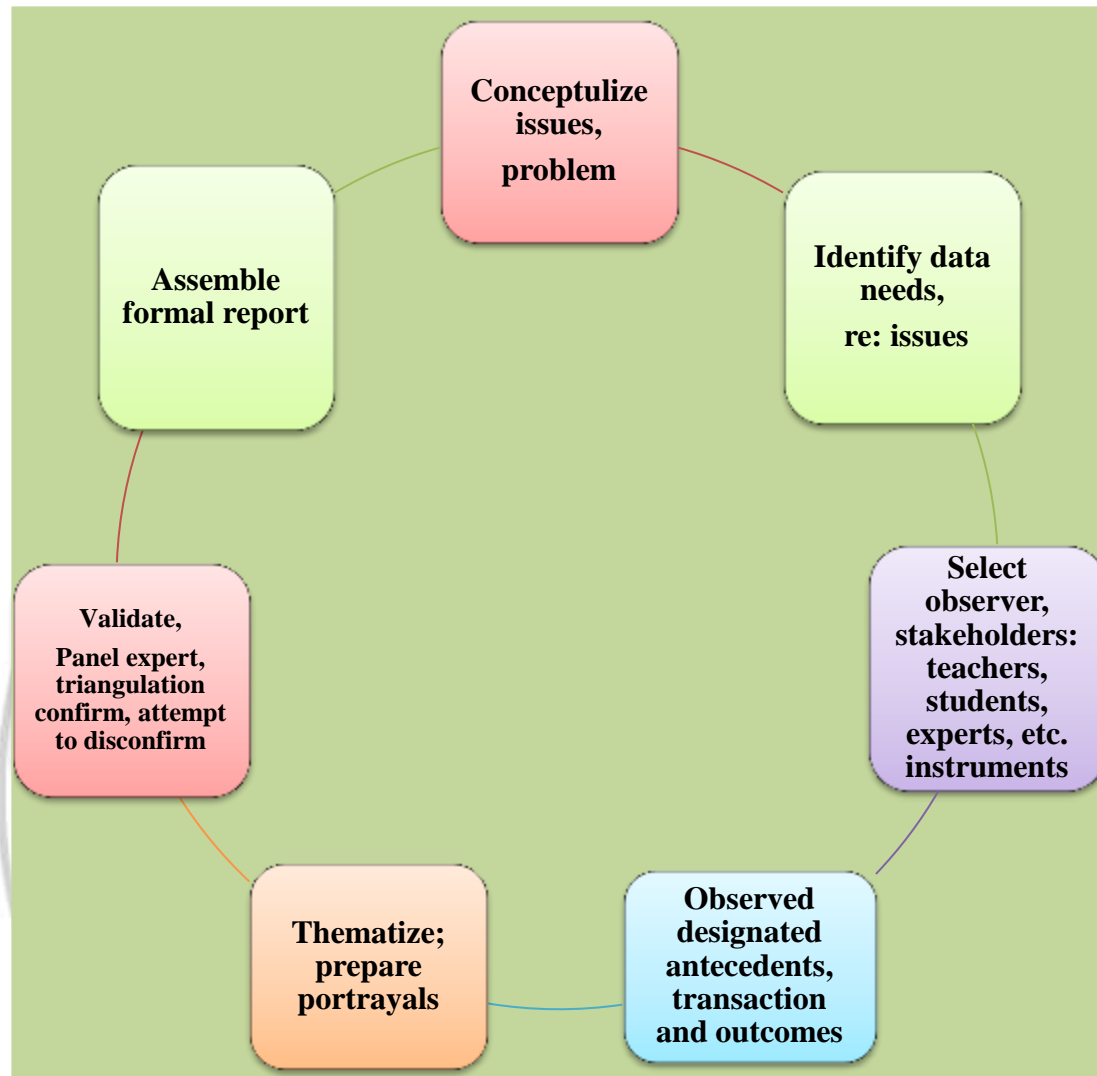 Conceptulize
issues,
problem
Identify data
needs,
re: issues
Select
observer,
stakeholders:
teachers,
students,
experts, etc.
instruments
Observed
designated
antecedents,
transaction
and outcomes
Thematize;
prepare
portrayals
Validate,
Panel expert,
triangulation
confirm, attempt
to disconfirm
Assemble
formal report